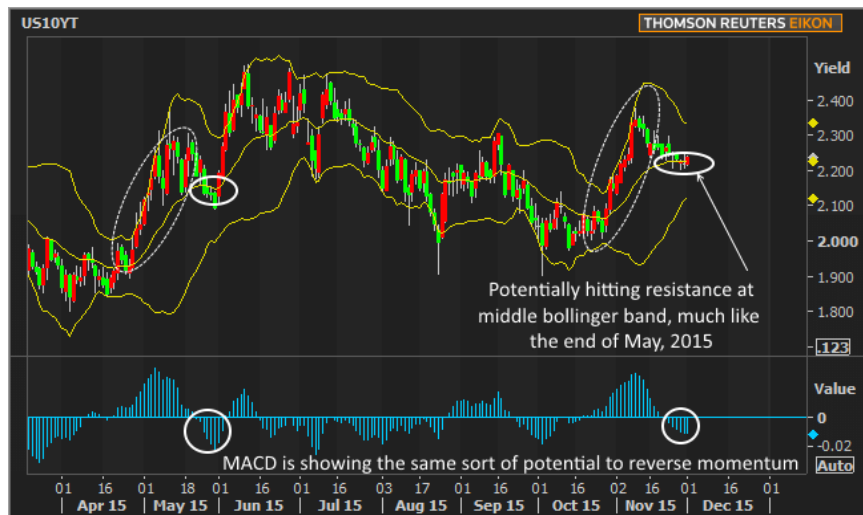 US10YT
THOMSON REUTERS EIKON
Yield
2.400
2.300
2.200
2.100
2.000
1.900
1.800
.123
Potentially hitting resistance at
middle bollinger band, much like
the end of May, 2015
Value
0
-0.02
Auto
MACD is showing the same sort of potential to reverse momentum
01 16 01 18 01 16 01 16 03 17 01 16 01 16 02 16 01 16 01
Apr 15 May 15 Jun 15 Jul 15 Aug 15 Sep 15 Oct 15 Nov 15 Dec 15